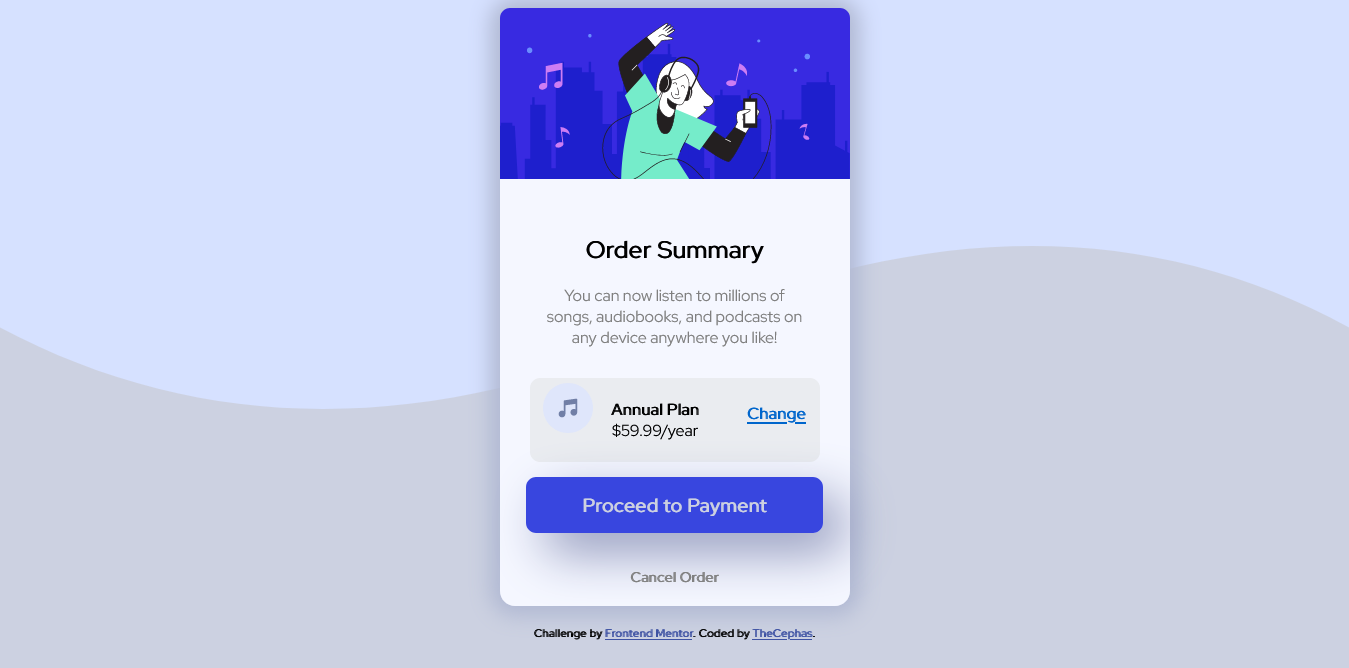 Order Summary
You can now listen to millions of
songs, audiobooks, and podcasts on
any device anywhere you like!
Annual Plan
$59.99/year
Change
Proceed to Payment
Cancel Order
Challenge by Frontend Mentor. Coded by TheCephas.